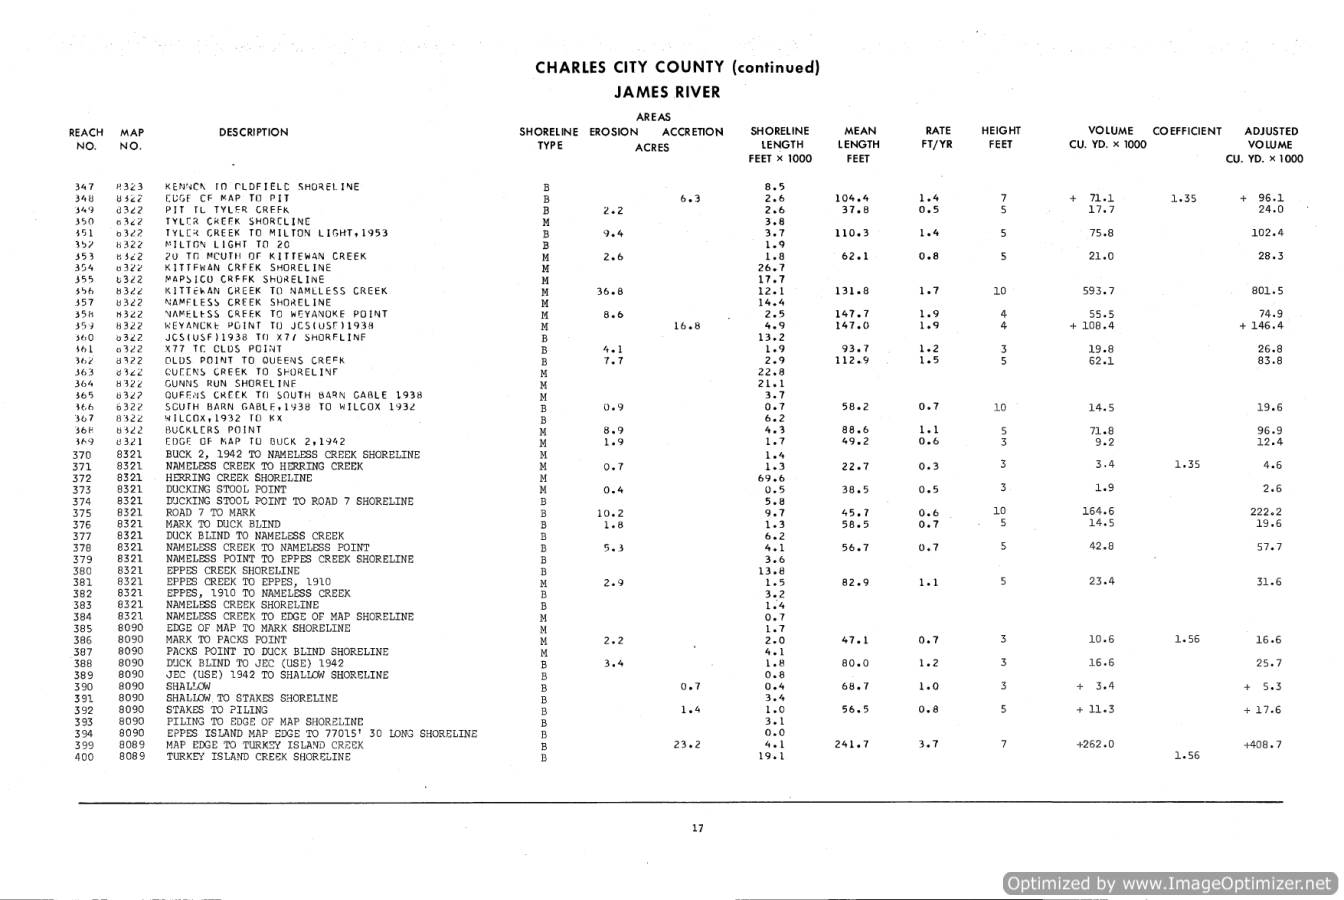 CHARLES CITY COUNTY (continued)
JAMES RIVER
AREAS
REACH MAP DESCRIPTION SHORELINE EROSION ACCRETION SHORELINE MEAN RATE HEIGHT VOLUME COEFFICIENT ADJUSTED
NO. NO. TYPE ACRES LENGTH LENGTH FT/YR FEET CU. YD. × 1000 VOLUME
FEET × 1000 FEET CU. YD. × 1000
347 8323 KENNON TO OLDFIELD SHORELINE B 8.5
348 8322 EDGE OF MAP TO PIT B 6.3 2.6 104.4 1.4 7 + 71.1 1.35 + 96.1
349 8322 PIT TO TYLER CREEK B 2.2 2.6 37.8 0.5 5 17.7 24.0
350 8322 TYLER CREEK SHORELINE M 3.8
351 8322 TYLER CREEK TO MILTON LIGHT,1953 B 9.4 3.7 110.3 1.4 5 75.8 102.4
352 8322 MILTON LIGHT TO 20 B 1.9
353 8322 20 TO MOUTH OF KITTEWAN CREEK M 2.6 1.8 62.1 0.8 5 21.0 28.3
354 8322 KITTEWAN CREEK SHORELINE M 26.7
355 8322 MAPSICO CREEK SHORELINE M 17.7
356 8322 KITTEWAN CREEK TO NAMELESS CREEK M 36.8 12.1 131.8 1.7 10 593.7 801.5
357 8322 NAMELESS CREEK SHORELINE M 14.4
358 8322 NAMELESS CREEK TO WEYANOKE POINT M 8.6 2.5 147.7 1.9 4 55.5 74.9
359 8322 WEYANOKE POINT TO JCS(USE)1938 M 16.8 4.9 147.0 1.9 4 + 108.4 + 146.4
360 8322 JCS(USE)1938 TO X77 SHORELINE B 13.2
361 8322 X77 TO OLDS POINT B 4.1 1.9 93.7 1.2 3 19.8 26.8
362 8322 OLDS POINT TO QUEENS CREEK B 7.7 2.9 112.9 1.5 5 62.1 83.8
363 8322 QUEENS CREEK TO SHORELINE M 22.8
364 8322 GUNNS RUN SHORELINE M 21.1
365 8322 QUEENS CREEK TO SOUTH BARN GABLE 1938 M 3.7
366 8322 SOUTH BARN GABLE,1938 TO WILCOX 1932 B 0.9 0.7 58.2 0.7 10 14.5 19.6
367 8322 WILCOX,1932 TO KX B 6.2
368 8322 BUCKLERS POINT M 8.9 4.3 88.6 1.1 5 71.8 96.9
369 8321 EDGE OF MAP TO BUCK 2,1942 M 1.9 1.7 49.2 0.6 3 9.2 12.4
370 8321 BUCK 2, 1942 TO NAMELESS CREEK SHORELINE M 1.4
371 8321 NAMELESS CREEK TO HERRING CREEK M 0.7 1.3 22.7 0.3 3 3.4 1.35 4.6
372 8321 HERRING CREEK SHORELINE M 69.6
373 8321 DUCKING STOOL POINT M 0.4 0.5 38.5 0.5 3 1.9 2.6
374 8321 DUCKING STOOL POINT TO ROAD 7 SHORELINE B 5.8
375 8321 ROAD 7 TO MARK B 10.2 9.7 45.7 0.6 10 164.6 222.2
376 8321 MARK TO DUCK BLIND B 1.8 1.3 58.5 0.7 5 14.5 19.6
377 8321 DUCK BLIND TO NAMELESS CREEK B 6.2
378 8321 NAMELESS CREEK TO NAMELESS POINT B 5.3 4.1 56.7 0.7 5 42.8 57.7
379 8321 NAMELESS POINT TO EPPES CREEK SHORELINE B 3.6
380 8321 EPPES CREEK SHORELINE B 13.8
381 8321 EPPES CREEK TO EPPES, 1910 M 2.9 1.5 82.9 1.1 5 23.4 31.6
382 8321 EPPES, 1910 TO NAMELESS CREEK B 3.2
383 8321 NAMELESS CREEK SHORELINE B 1.4
384 8321 NAMELESS CREEK TO EDGE OF MAP SHORELINE M 0.7
385 8090 EDGE OF MAP TO MARK SHORELINE M 1.7
386 8090 MARK TO PACKS POINT M 2.2 2.0 47.1 0.7 3 10.6 1.56 16.6
387 8090 PACKS POINT TO DUCK BLIND SHORELINE M 4.1
388 8090 DUCK BLIND TO JEC (USE) 1942 B 3.4 1.8 80.0 1.2 3 16.6 25.7
389 8090 JEC (USE) 1942 TO SHALLOW SHORELINE B 0.8
390 8090 SHALLOW B 0.7 0.4 68.7 1.0 3 + 3.4 + 5.3
391 8090 SHALLOW TO STAKES SHORELINE B 3.4
392 8090 STAKES TO PILING B 1.4 1.0 56.5 0.8 5 + 11.3 + 17.6
393 8090 PILING TO EDGE OF MAP SHORELINE B 3.1
394 8090 EPPES ISLAND MAP EDGE TO 77015' 30 LONG SHORELINE B 0.0
399 8089 MAP EDGE TO TURKEY ISLAND CREEK B 23.2 4.1 241.7 3.7 7 +262.0 +408.7
400 8089 TURKEY ISLAND CREEK SHORELINE B 19.1 1.56
17
Optimized by www.ImageOptimizer.net